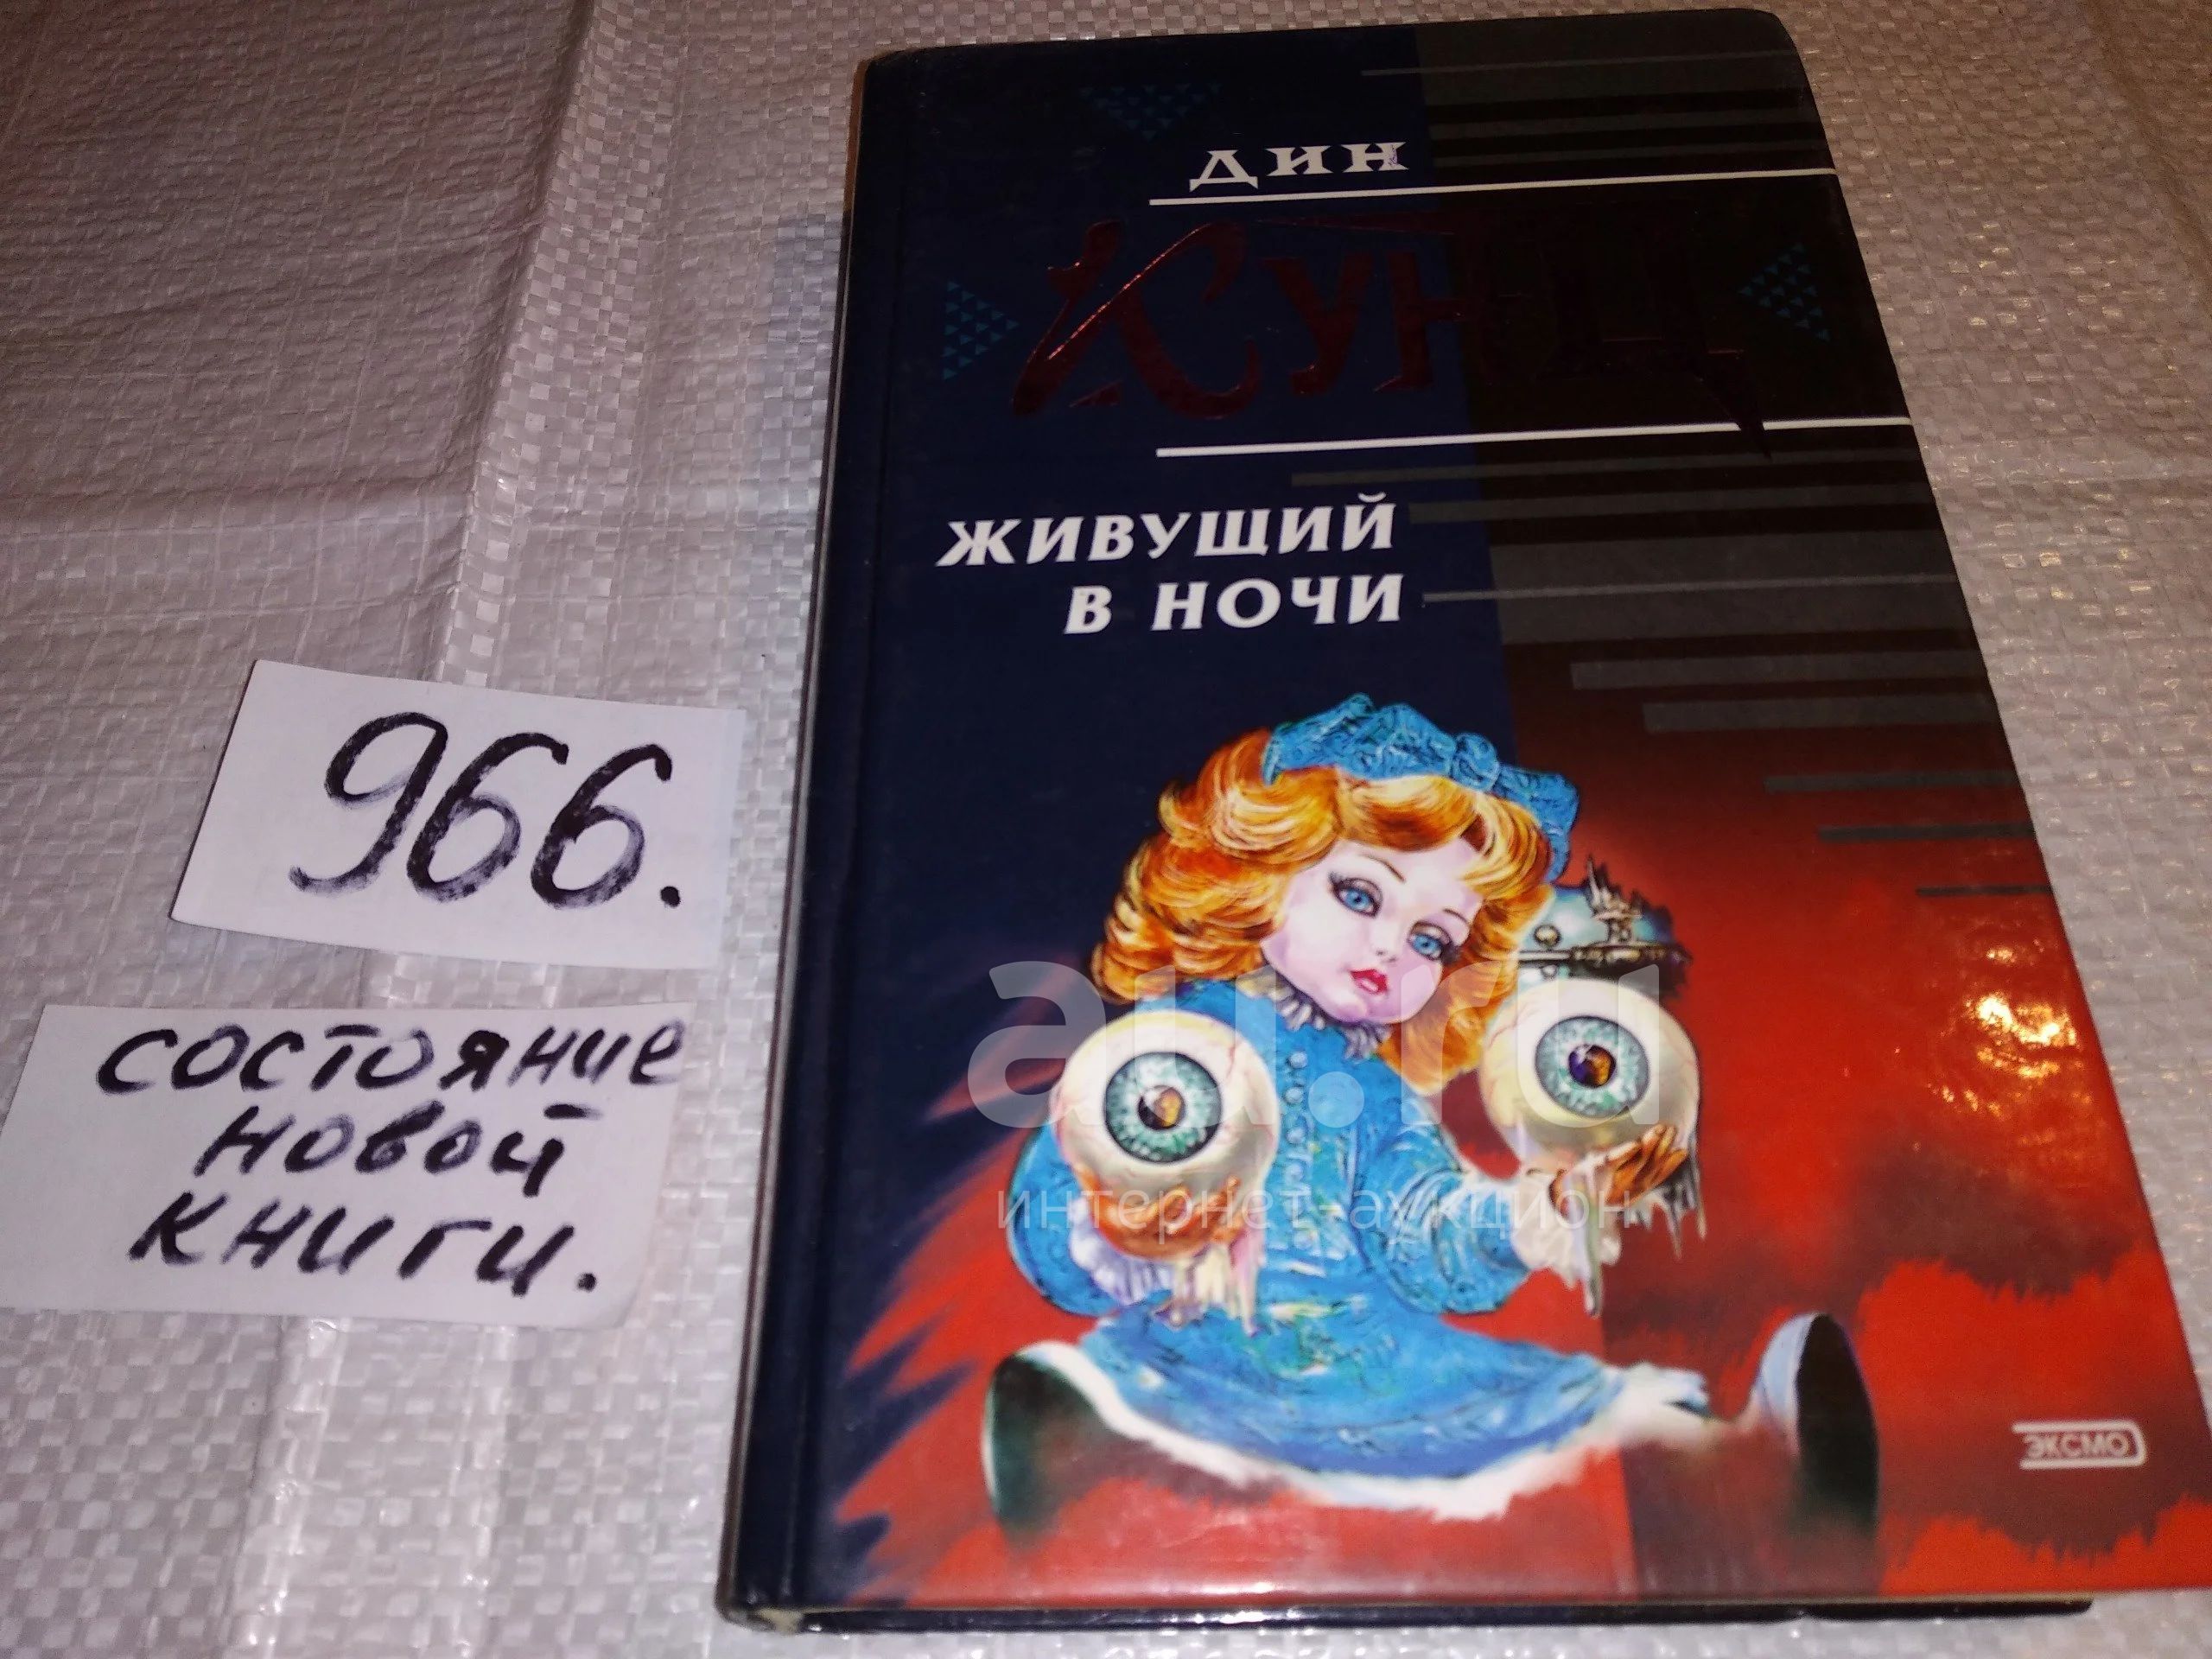 дин
Кунц
ЖИВУЩИЙ
В НОЧИ
966.
состояние
новой
книги.
au.ru
интернет-аукцион
ЭКСМО